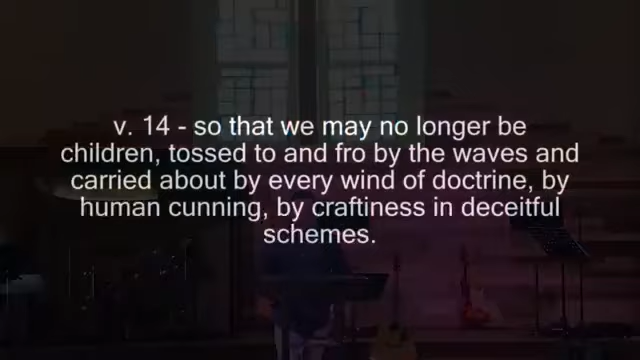 v. 14 - so that we may no longer be
children, tossed to and fro by the waves and
carried about by every wind of doctrine, by
human cunning, by craftiness in deceitful
schemes.